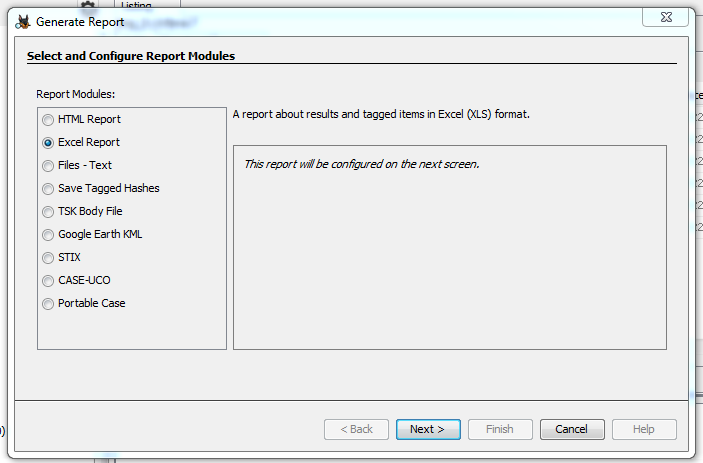 Listing
Generate Report
Select and Configure Report Modules
Report Modules:
HTML Report
Excel Report
Files - Text
Save Tagged Hashes
TSK Body File
Google Earth KML
STIX
CASE-UCO
Portable Case
A report about results and tagged items in Excel (XLS) format.
This report will be configured on the next screen.
< Back
Next >
Finish
Cancel
Help